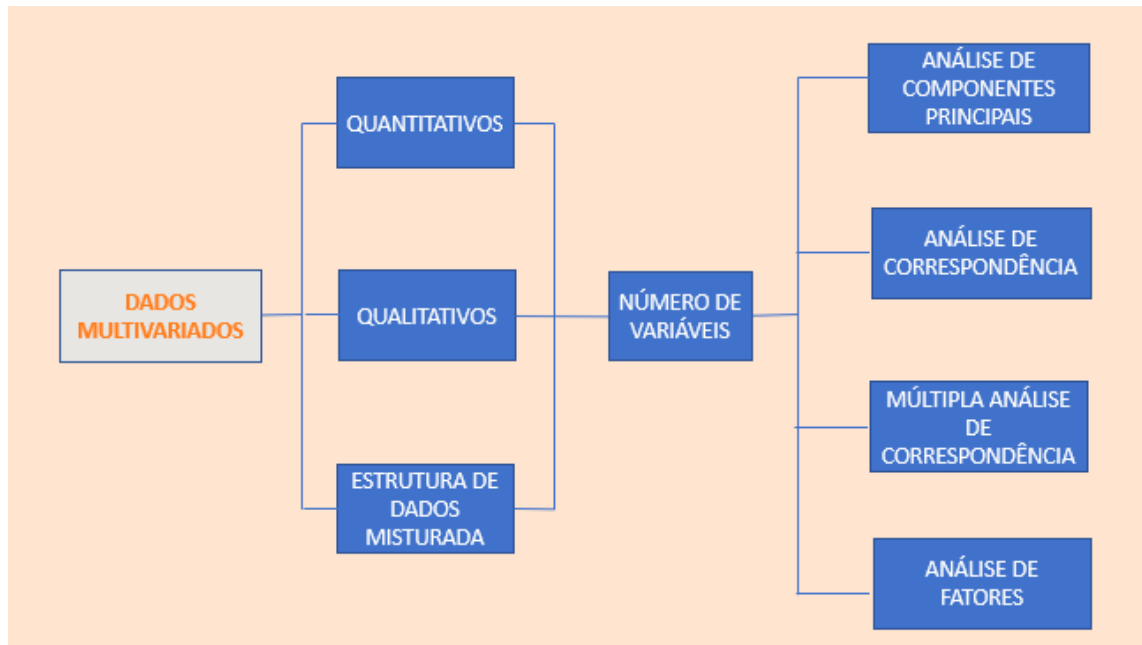 DADOS
MULTIVARIADOS
QUANTITATIVOS
QUALITATIVOS
ESTRUTURA DE
DADOS
MISTURADA
NÚMERO DE
VARIÁVEIS
ANÁLISE DE
COMPONENTES
PRINCIPAIS
ANÁLISE DE
CORRESPONDÊNCIA
MÚLTIPLA ANÁLISE
DE
CORRESPONDÊNCIA
ANÁLISE DE
FATORES